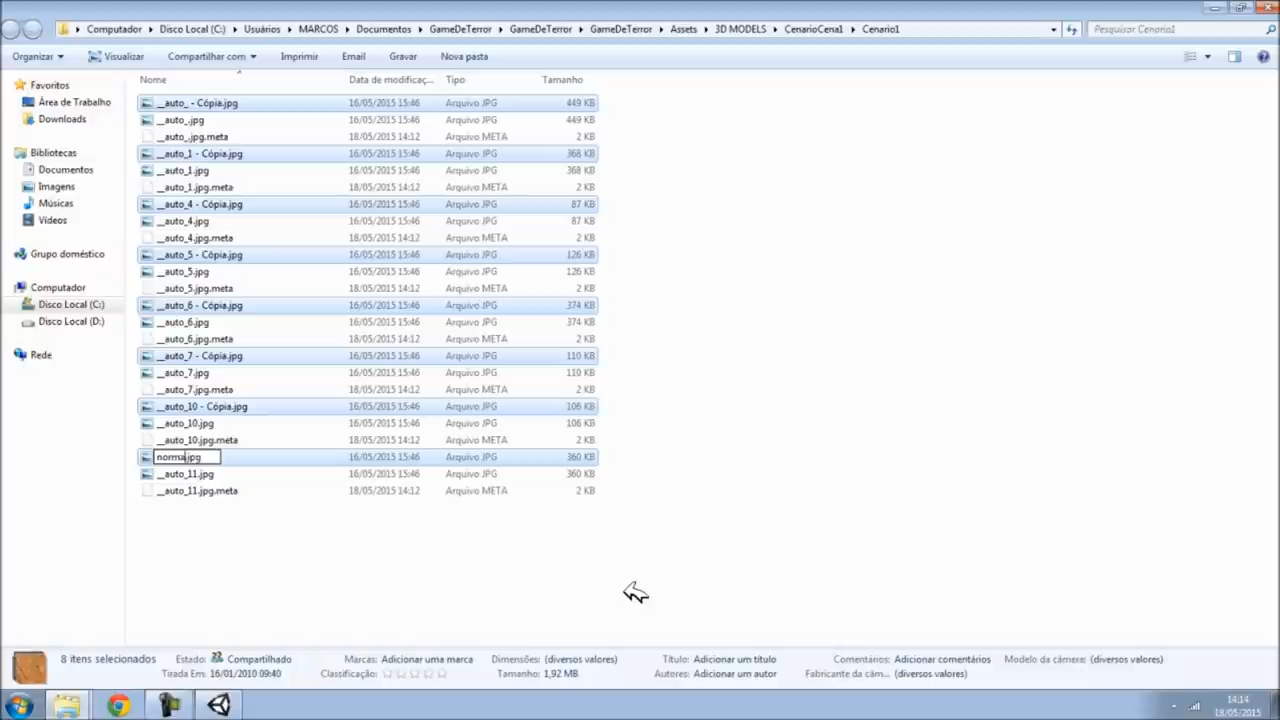 Computador Disco Local (C:) Usuários MARCOS Documentos GameDeTerror GameDeTerror GameDeTerror Assets 3D MODELS CenarioCena1 Cenario1 Pesquisar Cenario1
Organizar Visualizar Compartilhar com Imprimir Email Gravar Nova pasta
Nome Data de modificaç... Tipo Tamanho
Favoritos
Área de Trabalho
Downloads
Bibliotecas
Documentos
Imagens
Músicas
Vídeos
Grupo doméstico
Computador
Disco Local (C:)
Disco Local (D:)
Rede
__auto_ - Cópia.jpg 16/05/2015 15:46 Arquivo JPG 449 KB
__auto_.jpg 16/05/2015 15:46 Arquivo JPG 449 KB
__auto_.jpg.meta 18/05/2015 14:12 Arquivo META 2 KB
__auto_1 - Cópia.jpg 16/05/2015 15:46 Arquivo JPG 368 KB
__auto_1.jpg 16/05/2015 15:46 Arquivo JPG 368 KB
__auto_1.jpg.meta 18/05/2015 14:12 Arquivo META 2 KB
__auto_4 - Cópia.jpg 16/05/2015 15:46 Arquivo JPG 87 KB
__auto_4.jpg 16/05/2015 15:46 Arquivo JPG 87 KB
__auto_4.jpg.meta 18/05/2015 14:12 Arquivo META 2 KB
__auto_5 - Cópia.jpg 16/05/2015 15:46 Arquivo JPG 126 KB
__auto_5.jpg 16/05/2015 15:46 Arquivo JPG 126 KB
__auto_5.jpg.meta 18/05/2015 14:12 Arquivo META 2 KB
__auto_6 - Cópia.jpg 16/05/2015 15:46 Arquivo JPG 374 KB
__auto_6.jpg 16/05/2015 15:46 Arquivo JPG 374 KB
__auto_6.jpg.meta 18/05/2015 14:12 Arquivo META 2 KB
__auto_7 - Cópia.jpg 16/05/2015 15:46 Arquivo JPG 110 KB
__auto_7.jpg 16/05/2015 15:46 Arquivo JPG 110 KB
__auto_7.jpg.meta 18/05/2015 14:12 Arquivo META 2 KB
__auto_10 - Cópia.jpg 16/05/2015 15:46 Arquivo JPG 106 KB
__auto_10.jpg 16/05/2015 15:46 Arquivo JPG 106 KB
__auto_10.jpg.meta 18/05/2015 14:12 Arquivo META 2 KB
norma.jpg 16/05/2015 15:46 Arquivo JPG 360 KB
__auto_11.jpg 16/05/2015 15:46 Arquivo JPG 360 KB
__auto_11.jpg.meta 18/05/2015 14:12 Arquivo META 2 KB
8 itens selecionados Estado: Compartilhado Marcas: Adicionar uma marca Dimensões: (diversos valores) Título: Adicionar um título Comentários: Adicionar comentários Modelo da câmera: (diversos valores)
Tirada Em: 16/01/2010 09:40 Classificação: Tamanho: 1,92 MB Autores: Adicionar um autor Fabricante da câm... (diversos valores)
14:14
18/05/2015